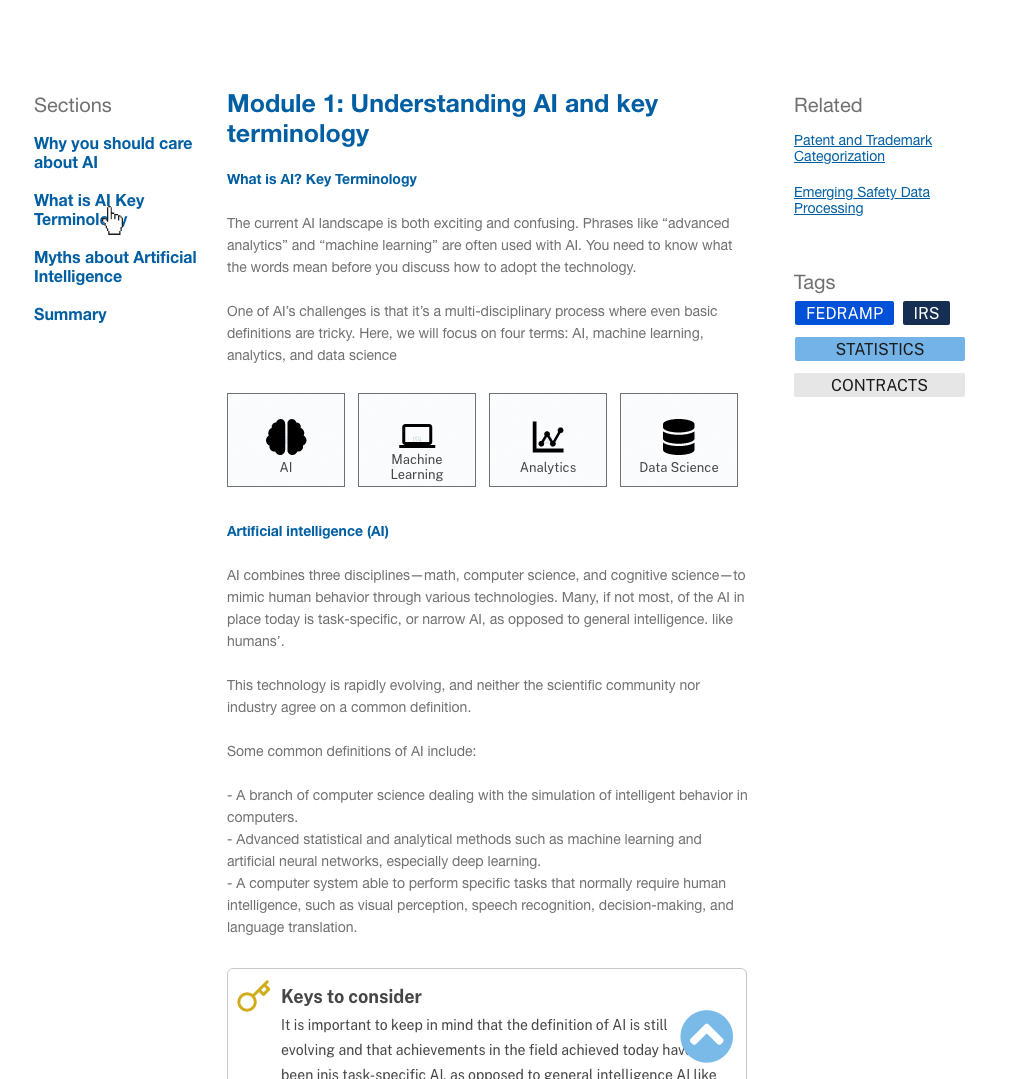 Sections
Why you should care
about AI
What is AI Key
Terminology
Myths about Artificial
Intelligence
Summary
Module 1: Understanding AI and key
terminology
What is AI? Key Terminology
The current AI landscape is both exciting and confusing. Phrases like “advanced
analytics” and “machine learning” are often used with AI. You need to know what
the words mean before you discuss how to adopt the technology.
One of AI’s challenges is that it’s a multi-disciplinary process where even basic
definitions are tricky. Here, we will focus on four terms: AI, machine learning,
analytics, and data science
AI
Machine
Learning
Analytics
Data Science
Artificial intelligence (AI)
AI combines three disciplines—math, computer science, and cognitive science—to
mimic human behavior through various technologies. Many, if not most, of the AI in
place today is task-specific, or narrow AI, as opposed to general intelligence. like
humans’.
This technology is rapidly evolving, and neither the scientific community nor
industry agree on a common definition.
Some common definitions of AI include:
- A branch of computer science dealing with the simulation of intelligent behavior in
computers.
- Advanced statistical and analytical methods such as machine learning and
artificial neural networks, especially deep learning.
- A computer system able to perform specific tasks that normally require human
intelligence, such as visual perception, speech recognition, decision-making, and
language translation.
Keys to consider
It is important to keep in mind that the definition of AI is still
evolving and that achievements in the field achieved today have
been inis task-specific AI, as opposed to general intelligence AI like
Related
Patent and Trademark
Categorization
Emerging Safety Data
Processing
Tags
FEDRAMP
IRS
STATISTICS
CONTRACTS